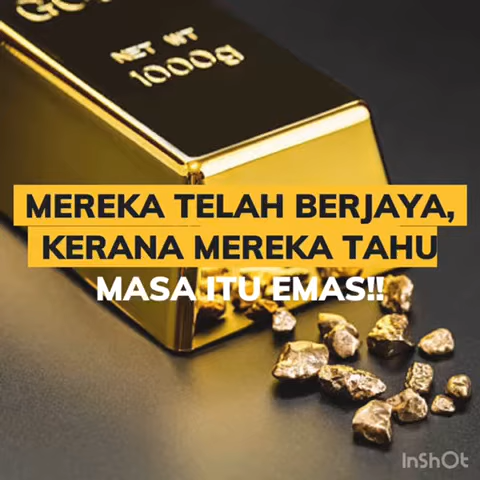 NET WT
1000g
MEREKA TELAH BERJAYA,
KERANA MEREKA TAHU
MASA ITU EMAS!!
InShOt